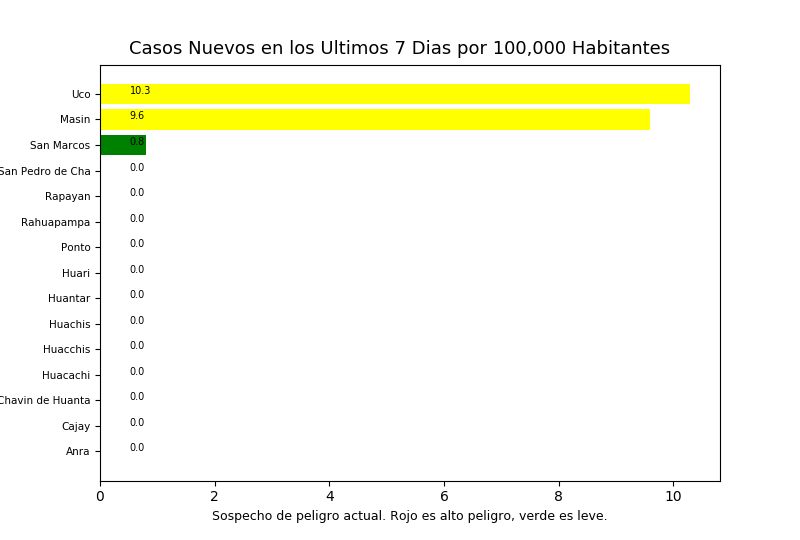 Casos Nuevos en los Ultimos 7 Dias por 100,000 Habitantes
Uco 10.3
Masin 9.6
San Marcos 0.8
San Pedro de Cha 0.0
Rapayan 0.0
Rahuapampa 0.0
Ponto 0.0
Huari 0.0
Huantar 0.0
Huachis 0.0
Huacchis 0.0
Huacachi 0.0
Chavin de Huanta 0.0
Cajay 0.0
Anra 0.0
0 2 4 6 8 10
Sospecho de peligro actual. Rojo es alto peligro, verde es leve.